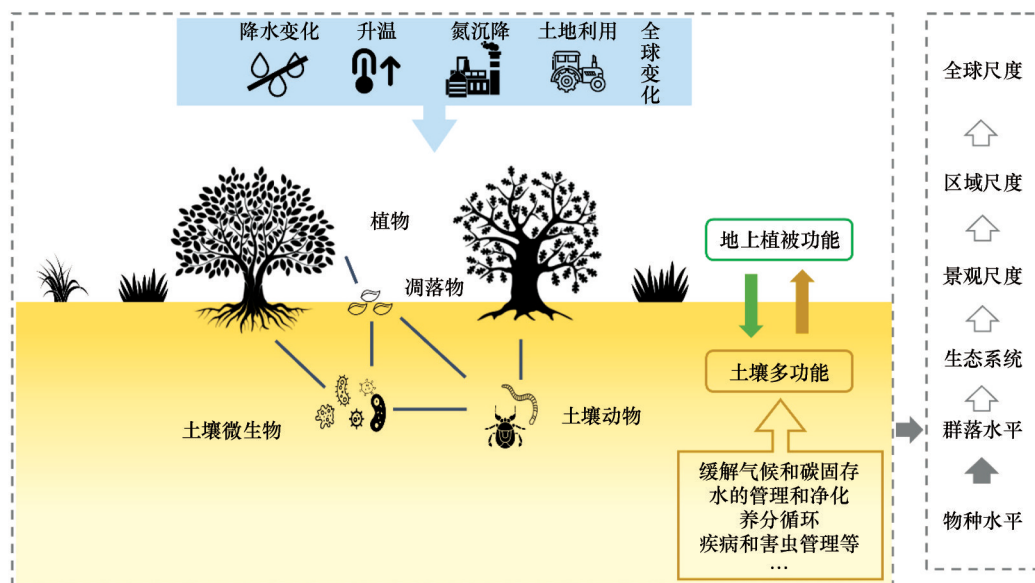 降水变化
升温
氮沉降
土地利用
全球变化
植物
凋落物
土壤微生物
土壤动物
地上植被功能
土壤多功能
缓解气候和碳固存
水的管理和净化
养分循环
疾病和害虫管理等
…
全球尺度
区域尺度
景观尺度
生态系统
群落水平
物种水平